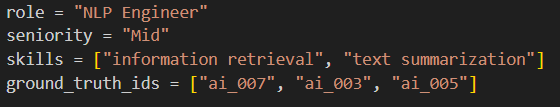 role = "NLP Engineer"
seniority = "Mid"
skills = ["information retrieval", "text summarization"]
ground_truth_ids = ["ai_007", "ai_003", "ai_005"]